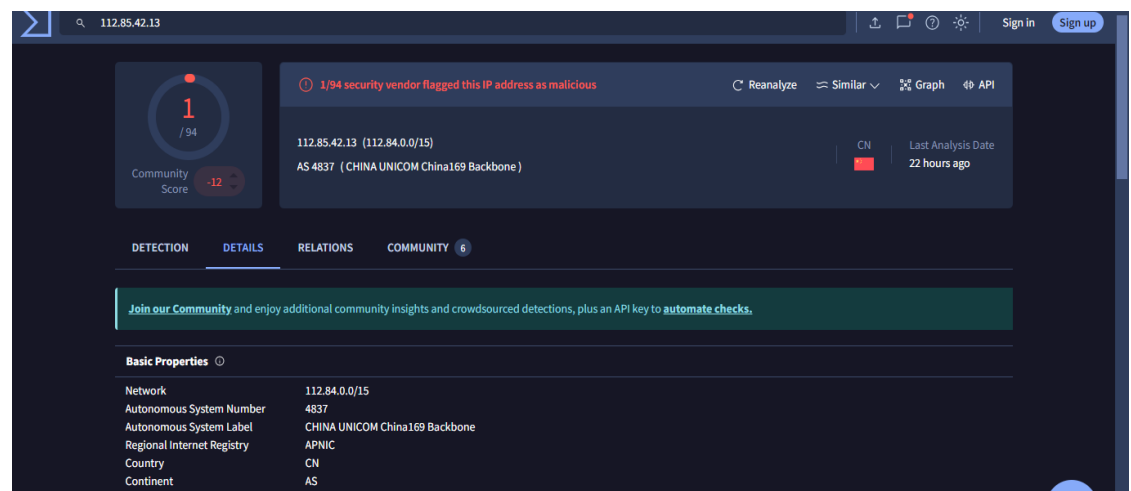 112.85.42.13
Sign in
Sign up
1
/ 94
Community Score
-12
1/94 security vendor flagged this IP address as malicious
Reanalyze
Similar
Graph
API
112.85.42.13 (112.84.0.0/15)
AS 4837 ( CHINA UNICOM China169 Backbone )
CN
Last Analysis Date
22 hours ago
DETECTION
DETAILS
RELATIONS
COMMUNITY 6
Join our Community and enjoy additional community insights and crowdsourced detections, plus an API key to automate checks.
Basic Properties
Network 112.84.0.0/15
Autonomous System Number 4837
Autonomous System Label CHINA UNICOM China169 Backbone
Regional Internet Registry APNIC
Country CN
Continent AS